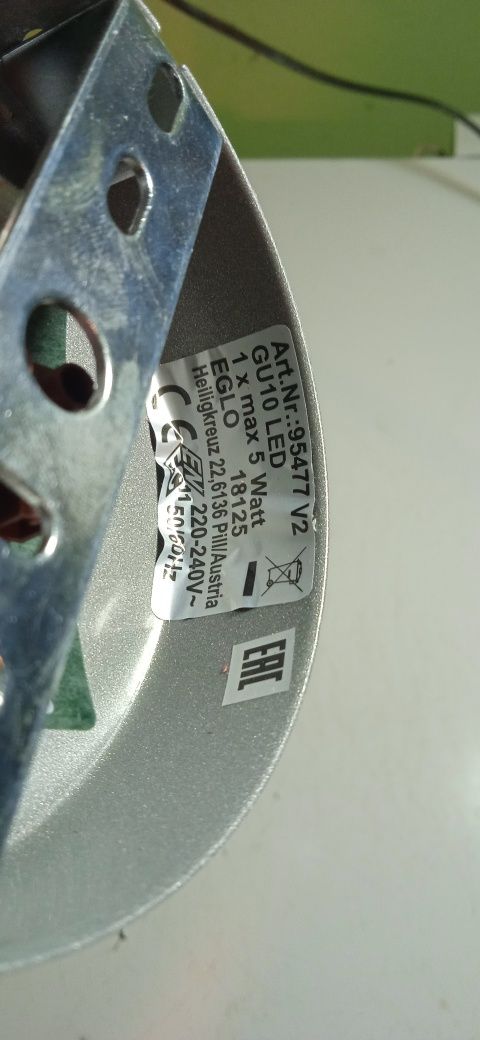 Art.Nr.:95477 V2
GU10 LED
1 x max 5 Watt
EGLO 18125
Heiligkreuz 22,6136 Pill/Austria
220-240V~
50/60Hz
CE
EAC